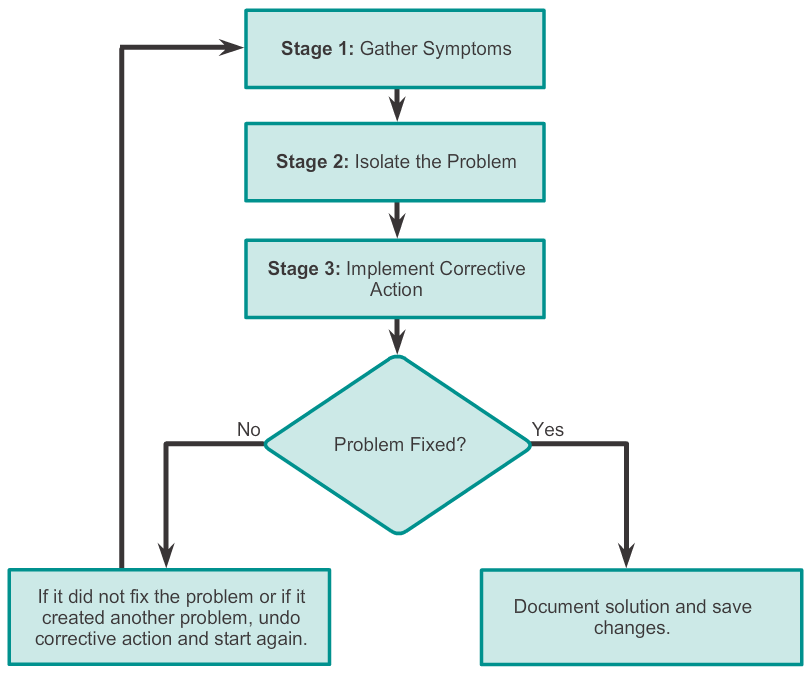 Stage 1: Gather Symptoms
Stage 2: Isolate the Problem
Stage 3: Implement Corrective
Action
Problem Fixed?
No
Yes
If it did not fix the problem or if it
created another problem, undo
corrective action and start again.
Document solution and save
changes.